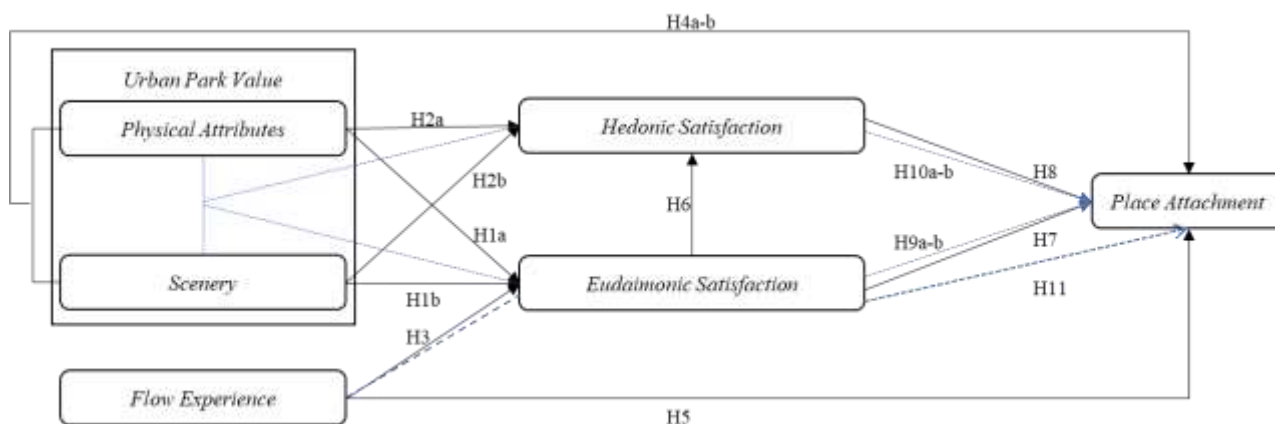 H4a-b
Urban Park Value
Physical Attributes
H2a
Hedonic Satisfaction
H2b
H10a-b
H8
H6
Place Attachment
H1a
H9a-b
H7
Scenery
Eudaimonic Satisfaction
H1b
H11
H3
Flow Experience
H5